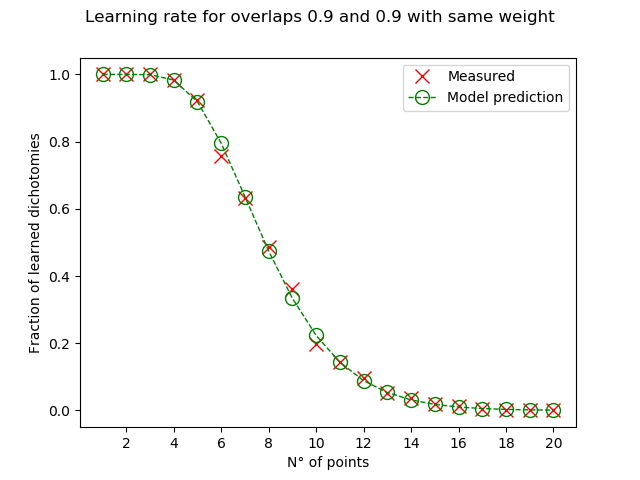 Learning rate for overlaps 0.9 and 0.9 with same weight
Measured
Model prediction
1.0
0.8
0.6
0.4
0.2
0.0
Fraction of learned dichotomies
2 4 6 8 10 12 14 16 18 20
N° of points